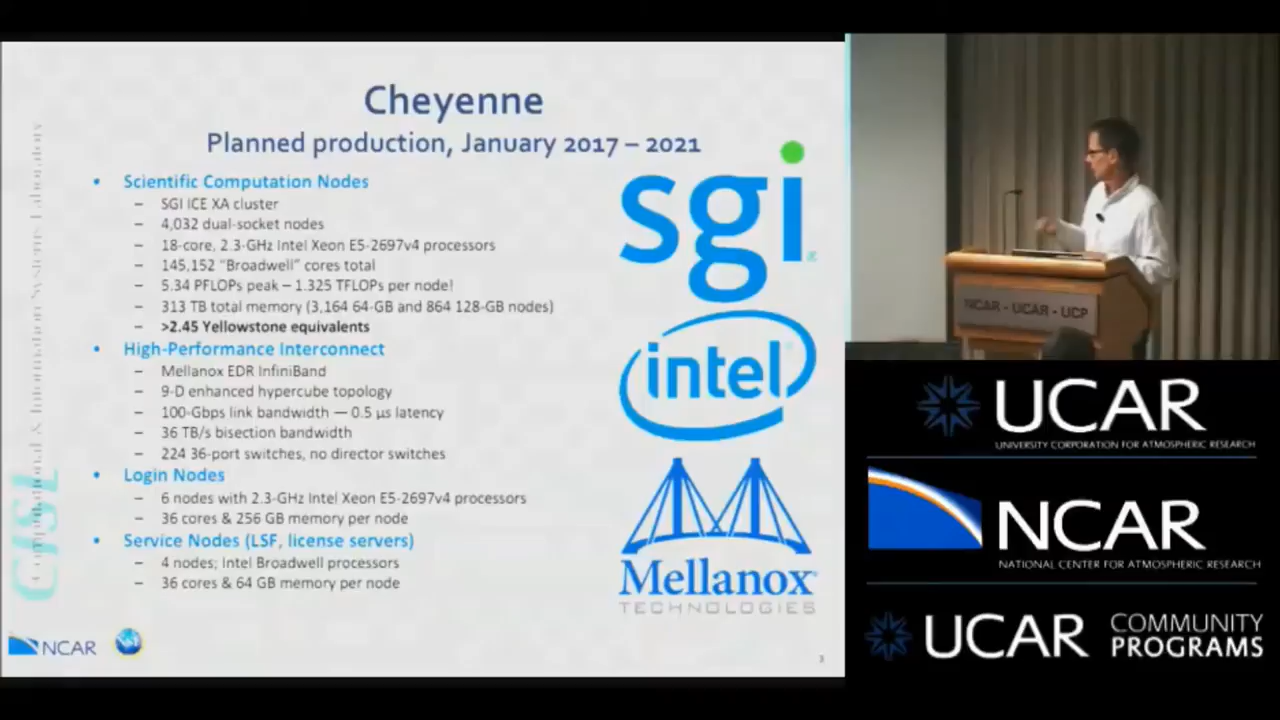 Cheyenne
Planned production, January 2017 – 2021
• Scientific Computation Nodes
– SGI ICE XA cluster
– 4,032 dual-socket nodes
– 18-core, 2.3-GHz Intel Xeon E5-2697v4 processors
– 145,152 "Broadwell" cores total
– 5.34 PFLOPs peak – 1.325 TFLOPs per node!
– 313 TB total memory (3,164 64-GB and 864 128-GB nodes)
– >2.45 Yellowstone equivalents
• High-Performance Interconnect
– Mellanox EDR InfiniBand
– 9-D enhanced hypercube topology
– 100-Gbps link bandwidth — 0.5 µs latency
– 36 TB/s bisection bandwidth
– 224 36-port switches, no director switches
• Login Nodes
– 6 nodes with 2.3-GHz Intel Xeon E5-2697v4 processors
– 36 cores & 256 GB memory per node
• Service Nodes (LSF, license servers)
– 4 nodes; Intel Broadwell processors
– 36 cores & 64 GB memory per node
sgi
intel
Mellanox
TECHNOLOGIES
CISL
Computational & Information Systems Laboratory
NCAR
NSF
3
NCAR - UCAR - UCP
UCAR
UNIVERSITY CORPORATION FOR ATMOSPHERIC RESEARCH
NCAR
NATIONAL CENTER FOR ATMOSPHERIC RESEARCH
UCAR COMMUNITY
PROGRAMS